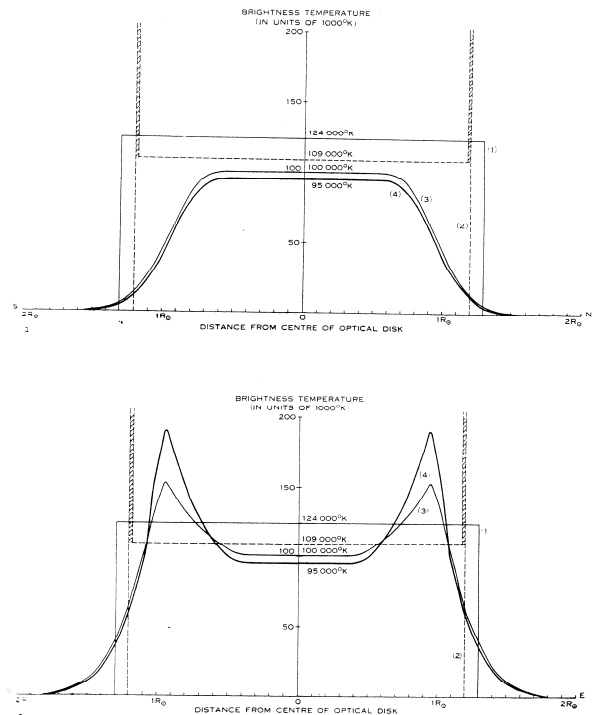 BRIGHTNESS TEMPERATURE
(IN UNITS OF 1000°K)
200
150
124 000°K
(1)
109 000°K
100 100 000°K
95 000°K
(4) (3)
(2)
50
S N
1R⊙ 0 1R⊙ 2R⊙
DISTANCE FROM CENTRE OF OPTICAL DISK
BRIGHTNESS TEMPERATURE
(IN UNITS OF 1000°K)
200
150
(4)
(3)
124 000°K
1
109 000°K
100 100 000°K
95 000°K
50
(2)
E
1R⊙ 0 1R⊙ 2R⊙
DISTANCE FROM CENTRE OF OPTICAL DISK